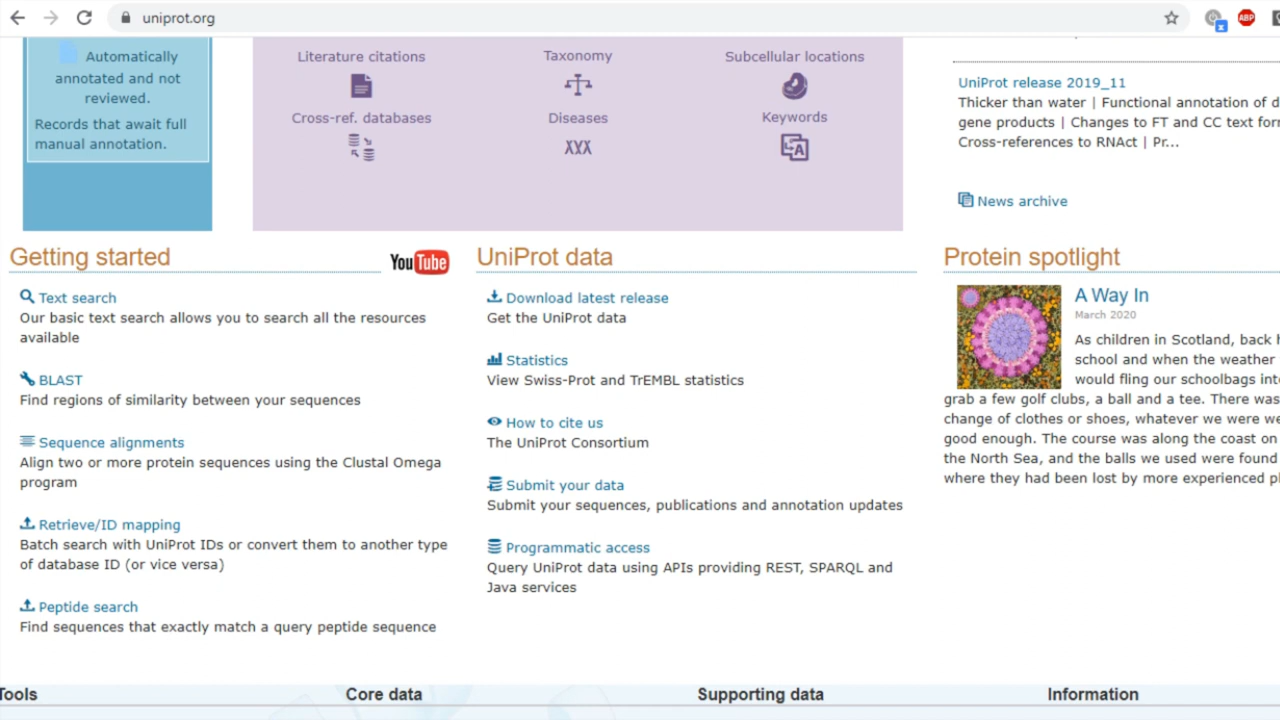 uniprot.org
ABP
Automatically
annotated and not
reviewed.
Records that await full
manual annotation.
Literature citations
Taxonomy
Subcellular locations
Cross-ref. databases
Diseases
Keywords
UniProt release 2019_11
Thicker than water | Functional annotation of
gene products | Changes to FT and CC text
Cross-references to RNAct | Pr...
News archive
Getting started
YouTube
Text search
Our basic text search allows you to search all the resources
available
BLAST
Find regions of similarity between your sequences
Sequence alignments
Align two or more protein sequences using the Clustal Omega
program
Retrieve/ID mapping
Batch search with UniProt IDs or convert them to another type
of database ID (or vice versa)
Peptide search
Find sequences that exactly match a query peptide sequence
UniProt data
Download latest release
Get the UniProt data
Statistics
View Swiss-Prot and TrEMBL statistics
How to cite us
The UniProt Consortium
Submit your data
Submit your sequences, publications and annotation updates
Programmatic access
Query UniProt data using APIs providing REST, SPARQL and
Java services
Protein spotlight
A Way In
March 2020
As children in Scotland, back
school and when the weather
would fling our schoolbags
grab a few golf clubs, a ball and a tee. There was
change of clothes or shoes, whatever we were
good enough. The course was along the coast on
the North Sea, and the balls we used were found
where they had been lost by more experienced
Tools
Core data
Supporting data
Information